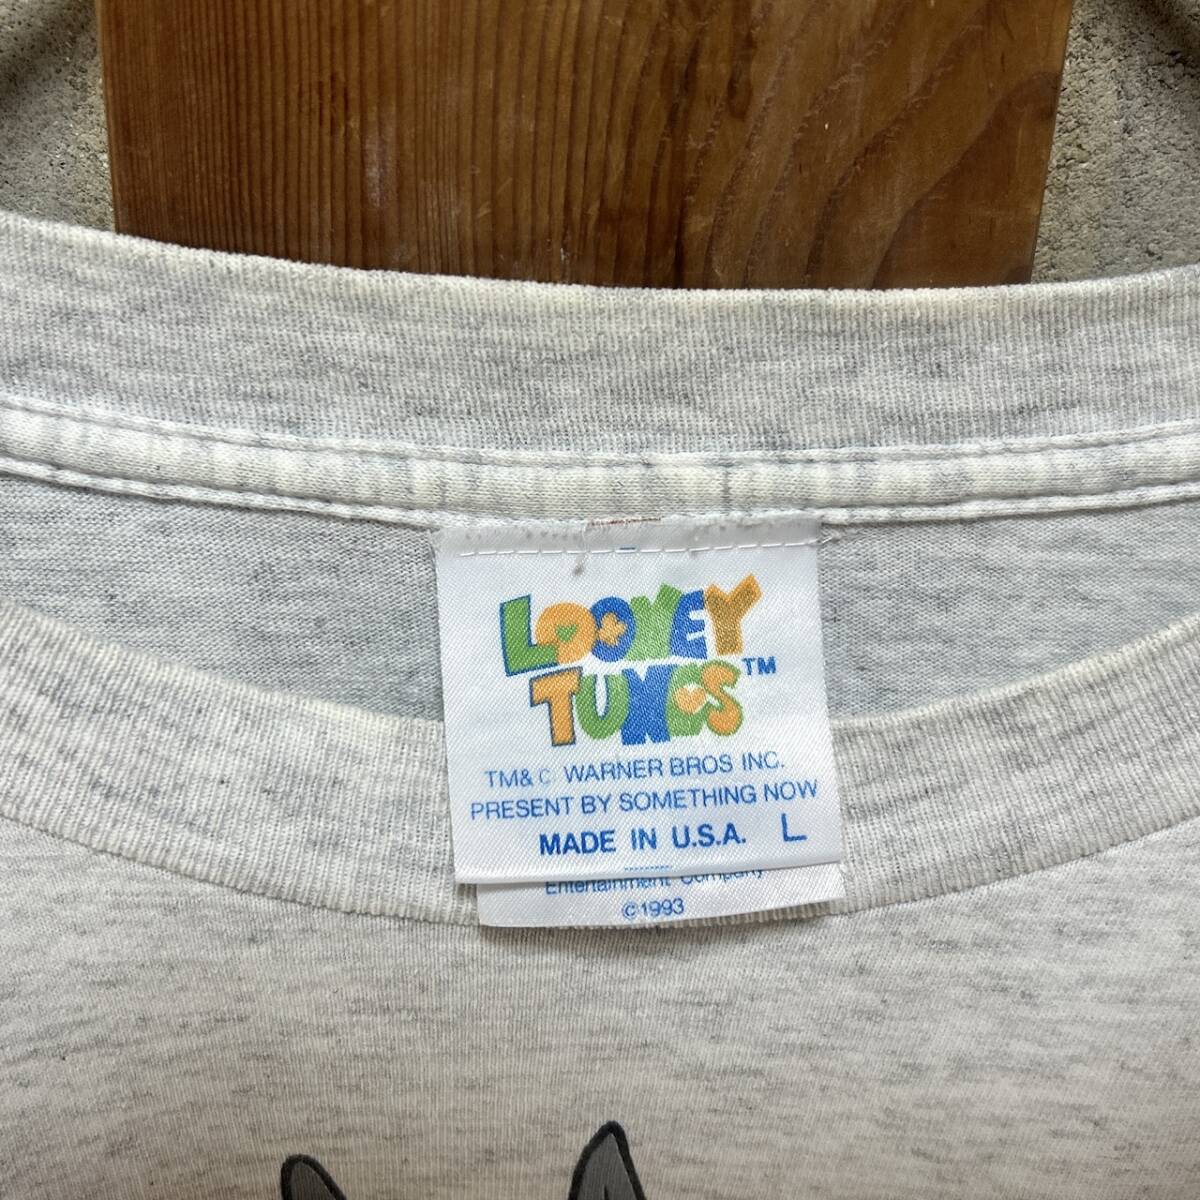 LOONEY
TUNES™
TM& © WARNER BROS INC.
PRESENT BY SOMETHING NOW
MADE IN U.S.A. L
Entertainment Company
©1993